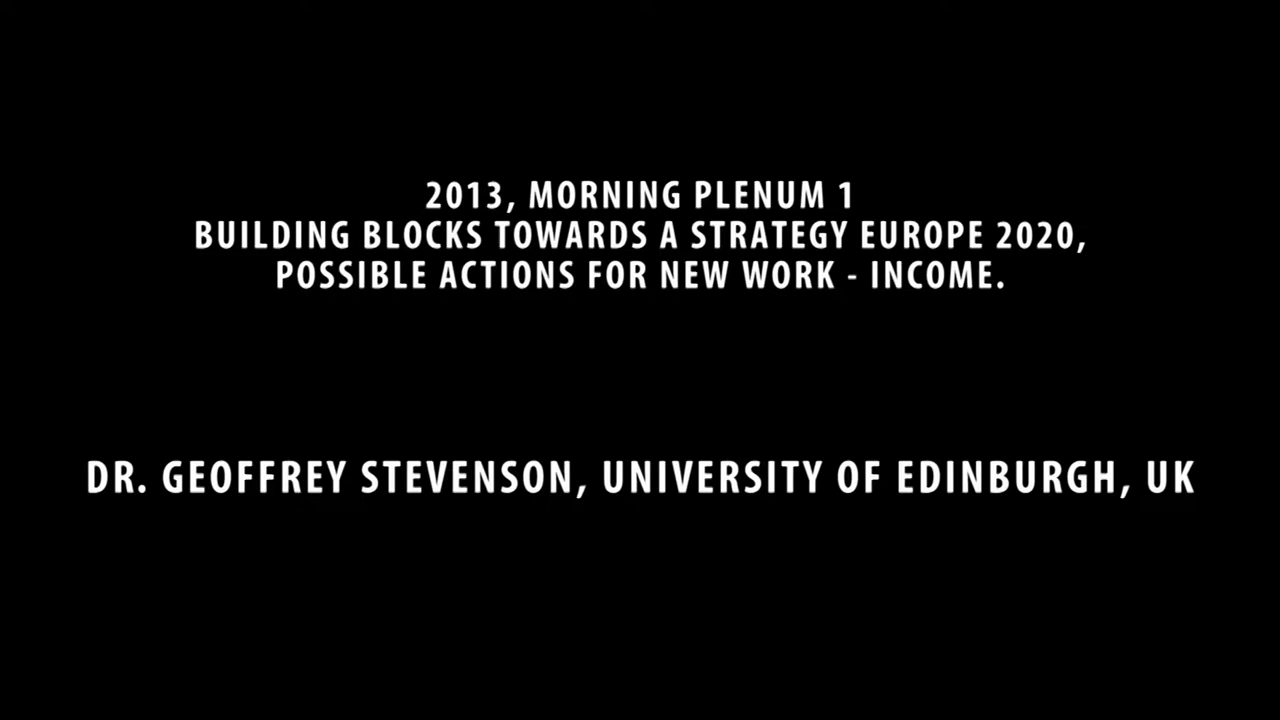 2013, MORNING PLENUM 1
BUILDING BLOCKS TOWARDS A STRATEGY EUROPE 2020,
POSSIBLE ACTIONS FOR NEW WORK - INCOME.
DR. GEOFFREY STEVENSON, UNIVERSITY OF EDINBURGH, UK